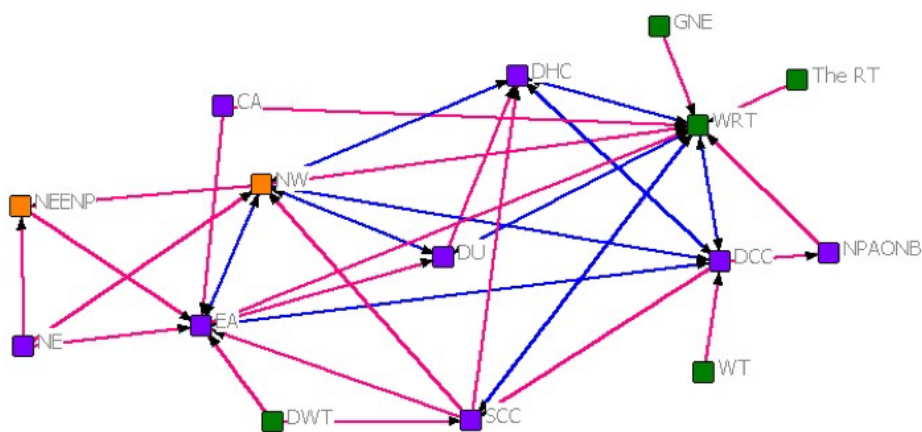 GNE
DHC
The RT
CA
WRT
NW
NEENP
DU
DCC
NPAONB
EA
NE
WT
DWT
SCC